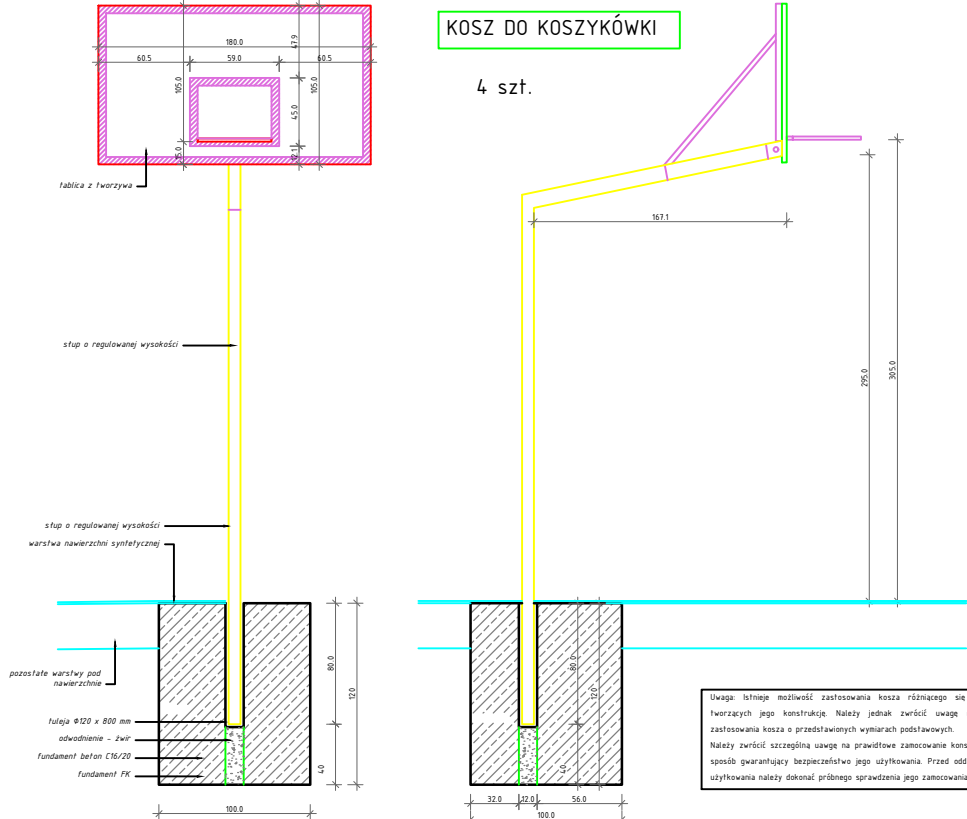 KOSZ DO KOSZYKÓWKI
4 szt.
180.0
60.5
59.0
60.5
47.9
105.0
105.0
45.0
15.0
12.1
tablica z tworzywa
słup o regulowanej wysokości
słup o regulowanej wysokości
warstwa nawierzchni syntetycznej
pozostałe warstwy pod
nawierzchnie
tuleja Φ120 x 800 mm
odwodnienie - żwir
fundament beton C16/20
fundament FK
80.0
120
40
100.0
167.1
295.0
305.0
80.0
120
40
32.0
12.0
56.0
100.0
Uwaga: Istnieje możliwość zastosowania kosza różniącego się
tworzących jego konstrukcję. Należy jednak zwrócić uwagę
zastosowania kosza o przedstawionych wymiarach podstawowych.
Należy zwrócić szczególną uawgę na prawidłowe zamocowanie kons
sposób gwarantujący bezpieczeństwo jego użytkowania. Przed odd
użytkowania należy dokonać próbnego sprawdzenia jego zamocowania